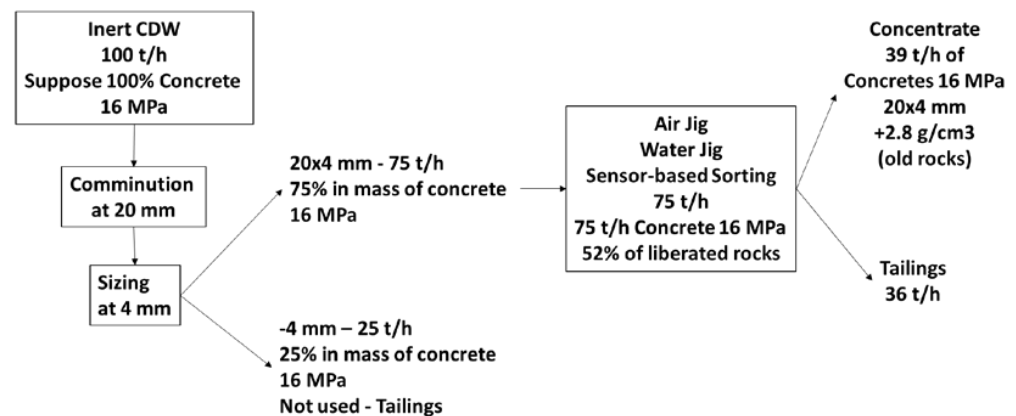 Inert CDW
100 t/h
Suppose 100% Concrete
16 MPa
Comminution
at 20 mm
Sizing
at 4 mm
20x4 mm - 75 t/h
75% in mass of concrete
16 MPa
-4 mm – 25 t/h
25% in mass of concrete
16 MPa
Not used - Tailings
Air Jig
Water Jig
Sensor-based Sorting
75 t/h
75 t/h Concrete 16 MPa
52% of liberated rocks
Concentrate
39 t/h of
Concretes 16 MPa
20x4 mm
+2.8 g/cm3
(old rocks)
Tailings
36 t/h